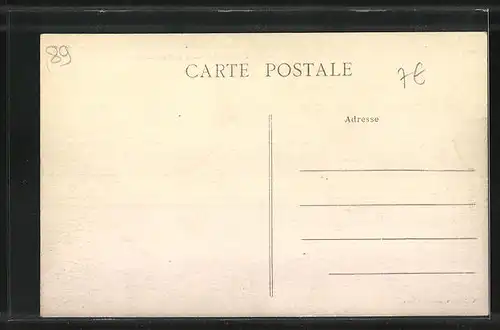 89
CARTE POSTALE
7€
Adresse